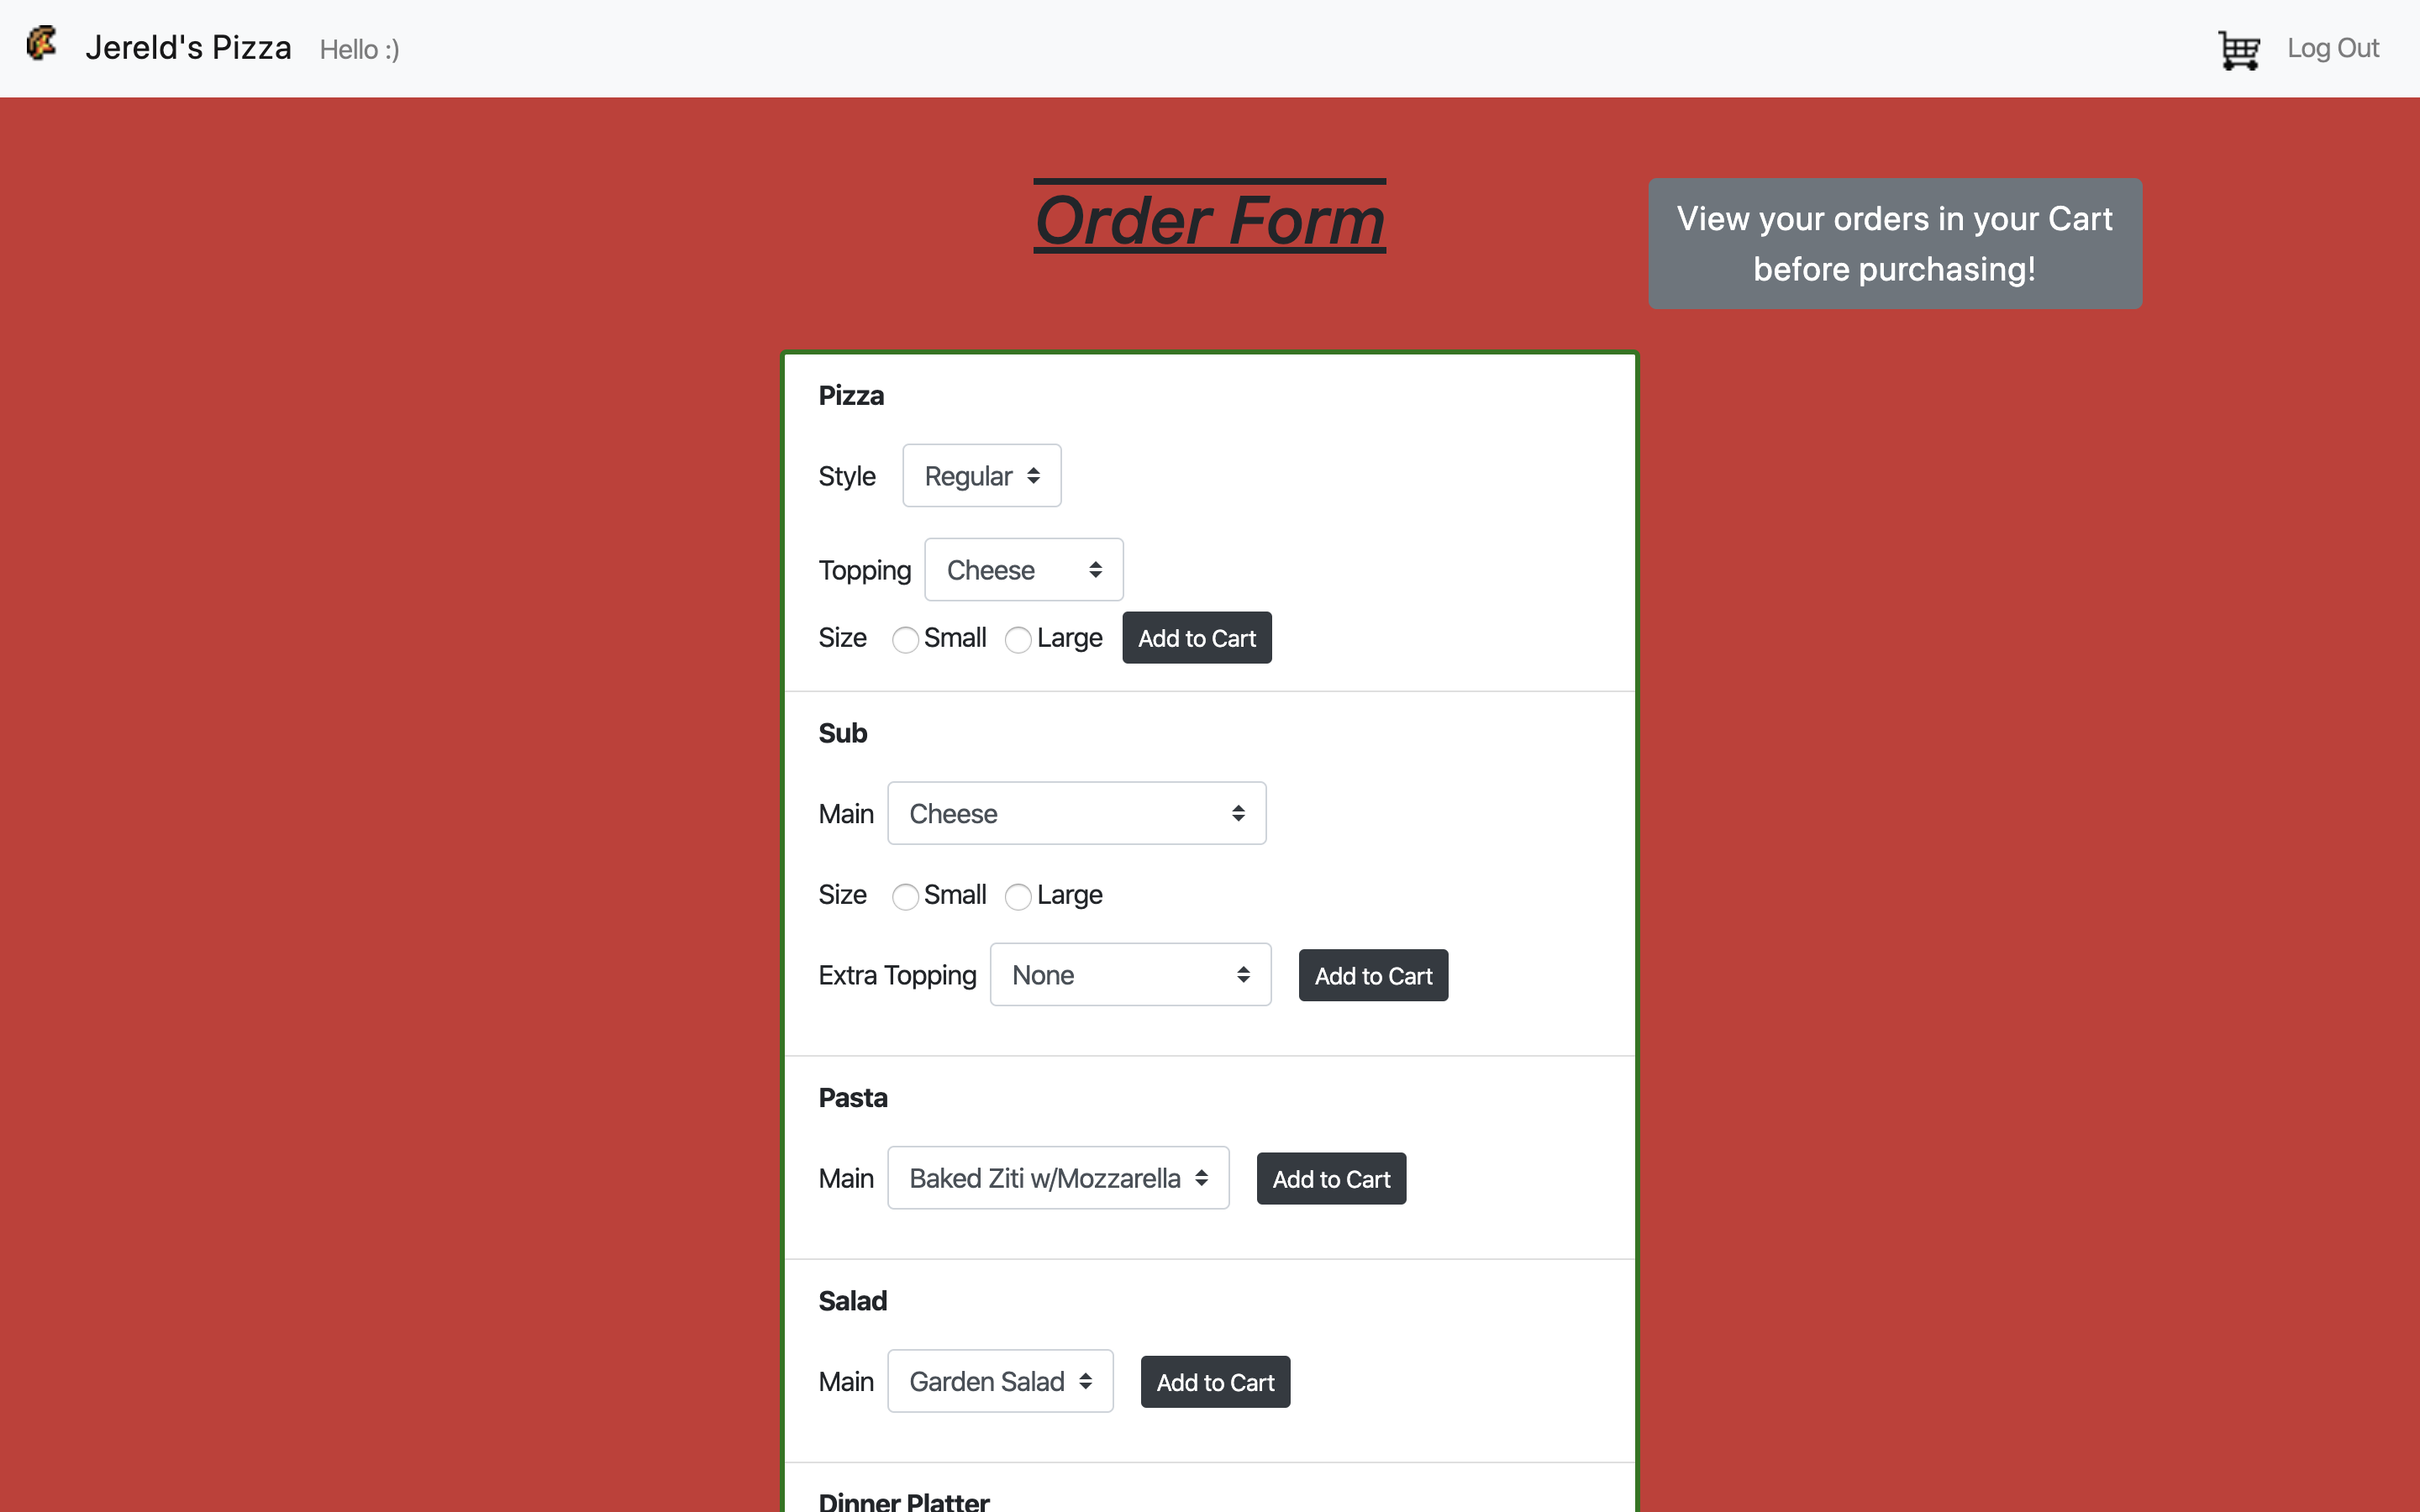 Jereld's Pizza Hello :) Log Out
Order Form
View your orders in your Cart
before purchasing!
Pizza
Style Regular
Topping Cheese
Size Small Large Add to Cart
Sub
Main Cheese
Size Small Large
Extra Topping None Add to Cart
Pasta
Main Baked Ziti w/Mozzarella Add to Cart
Salad
Main Garden Salad Add to Cart
Dinner Platter